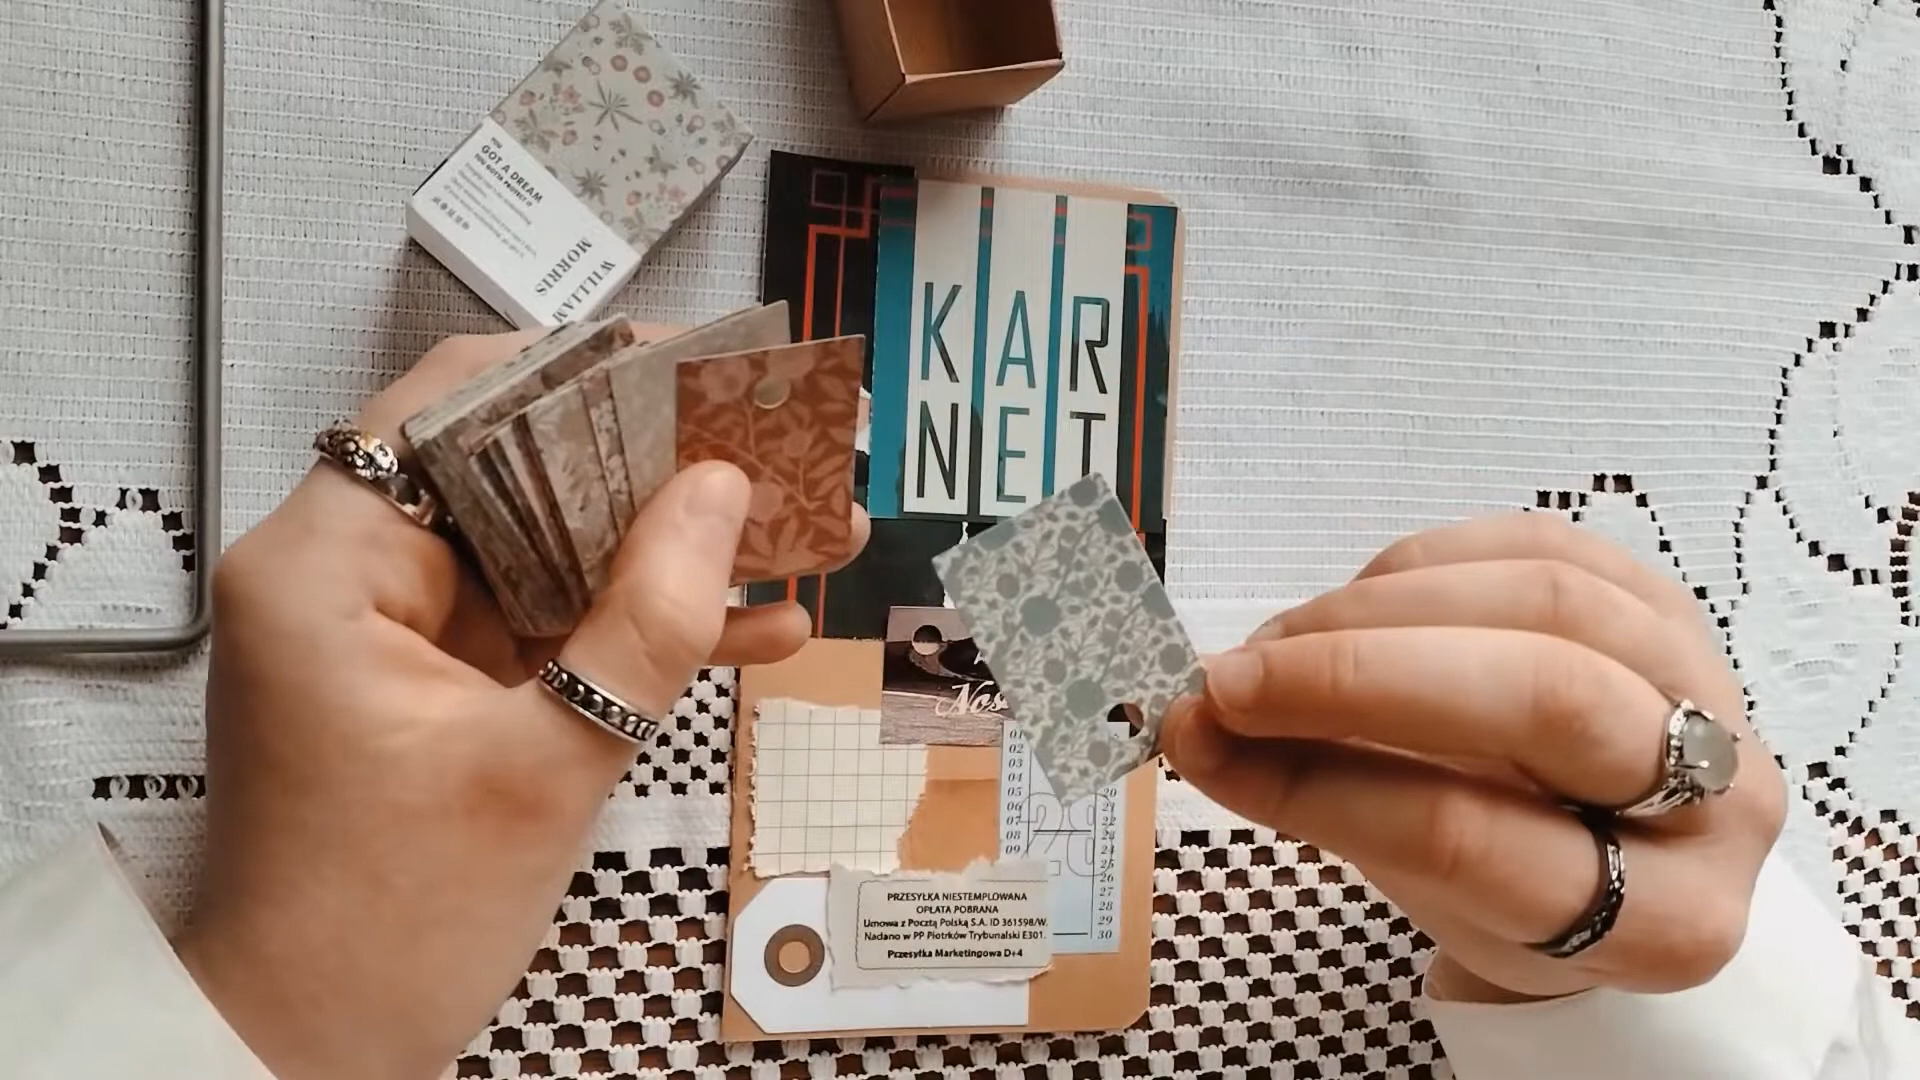 YOU
GOT A DREAM
YOU GOTTA PROTECT IT
WILLIAM
MORRIS
KAR
NET
Nos
01
02
03
04
05
06
07
08
09
28
20
21
22
23
24
25
26
27
28
29
30
PRZESYŁKA NIESTEMPLOWANA
OPŁATA POBRANA
Umowa z Pocztą Polską S.A. ID 361598/W.
Nadano w PP Piotrków Trybunalski E301.
Przesyłka Marketingowa D+4